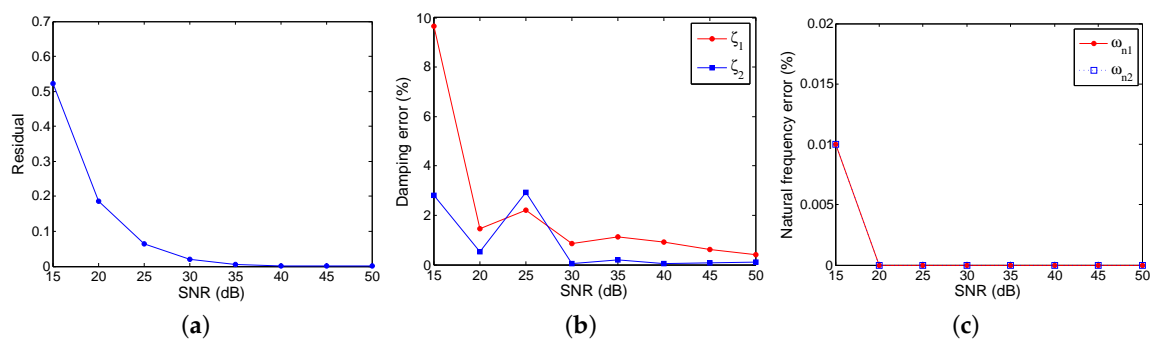 0.7
0.6
0.5
0.4
0.3
0.2
0.1
0
15 20 25 30 35 40 45 50
Residual
SNR (dB)
(a)
10
8
6
4
2
0
15 20 25 30 35 40 45 50
Damping error (%)
SNR (dB)
ζ1
ζ2
(b)
0.02
0.015
0.01
0.005
0
15 20 25 30 35 40 45 50
Natural frequency error (%)
SNR (dB)
ωn1
ωn2
(c)